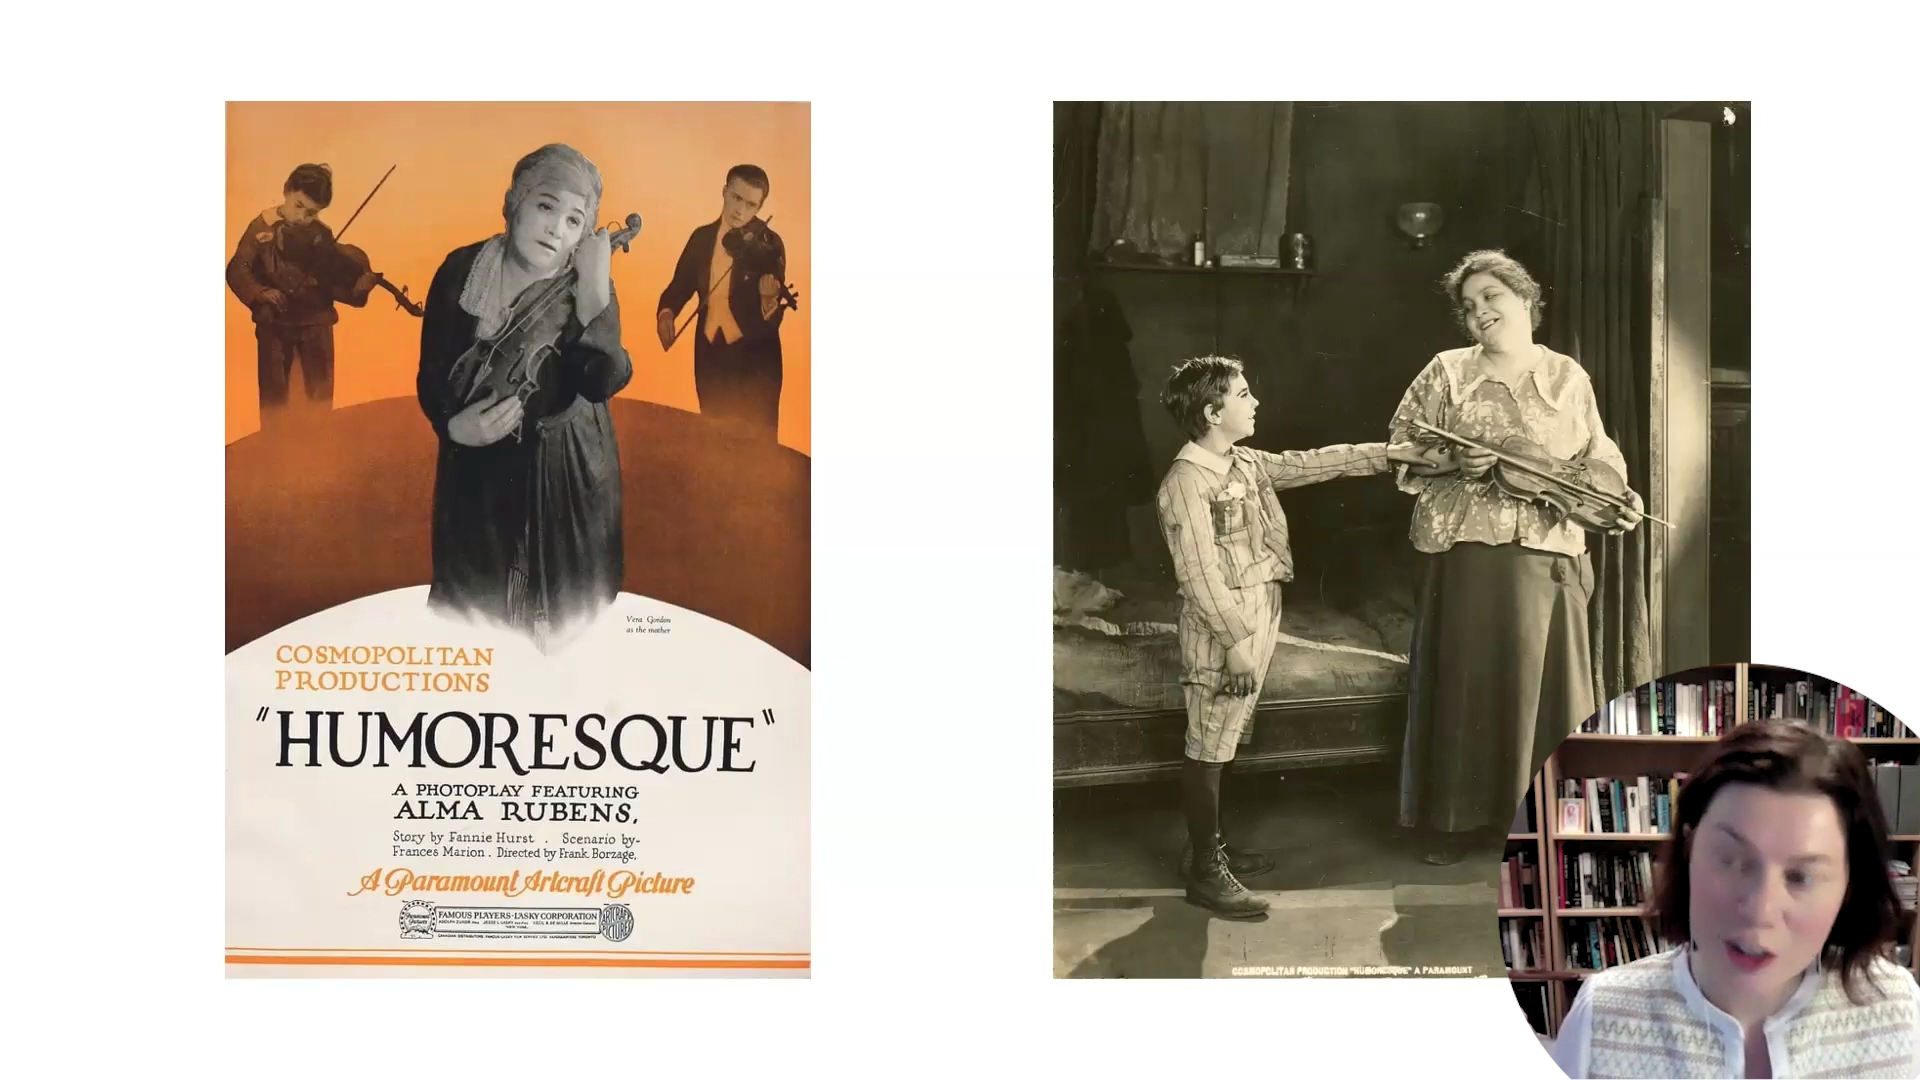 Vera Gordon
as the mother
COSMOPOLITAN
PRODUCTIONS
"HUMORESQUE"
A PHOTOPLAY FEATURING
ALMA RUBENS.
Story by Fannie Hurst . Scenario by-
Frances Marion . Directed by Frank Borzage.
A Paramount Artcraft Picture
FAMOUS PLAYERS-LASKY CORPORATION
COSMOPOLITAN PRODUCTION "HUMORESQUE" A PARAMOUNT